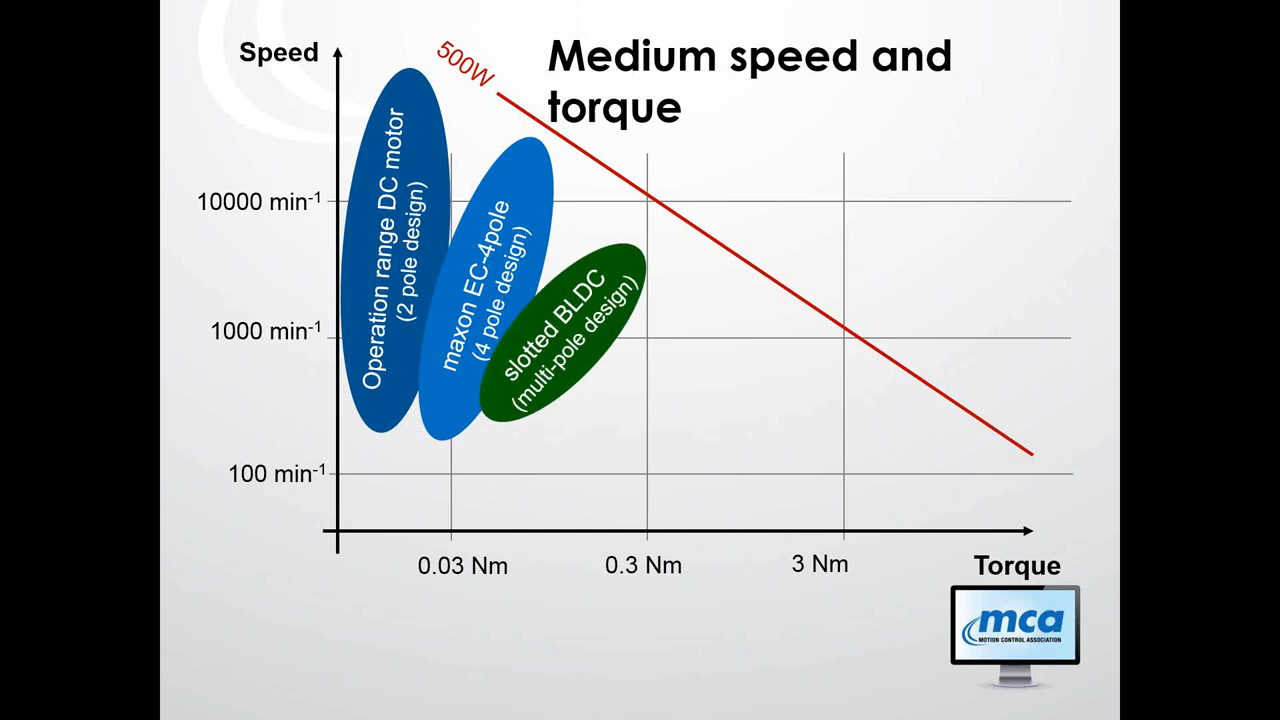 Medium speed and
torque
Speed
500W
10000 min-1
1000 min-1
100 min-1
Operation range DC motor
(2 pole design)
maxon EC-4pole
(4 pole design)
slotted BLDC
(multi-pole design)
0.03 Nm
0.3 Nm
3 Nm
Torque
mca
MOTION CONTROL ASSOCIATION